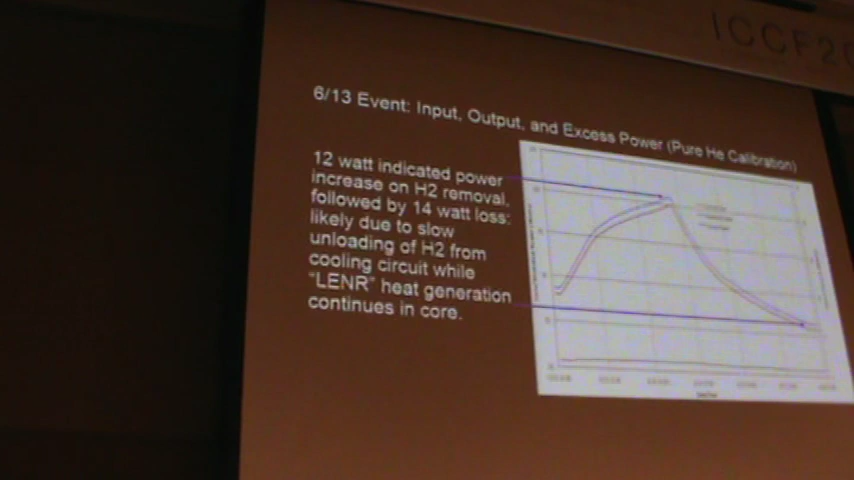 ICCF20
6/13 Event: Input, Output, and Excess Power (Pure He Calibration)
12 watt indicated power
increase on H2 removal,
followed by 14 watt loss:
likely due to slow
unloading of H2 from
cooling circuit while
"LENR" heat generation
continues in core.